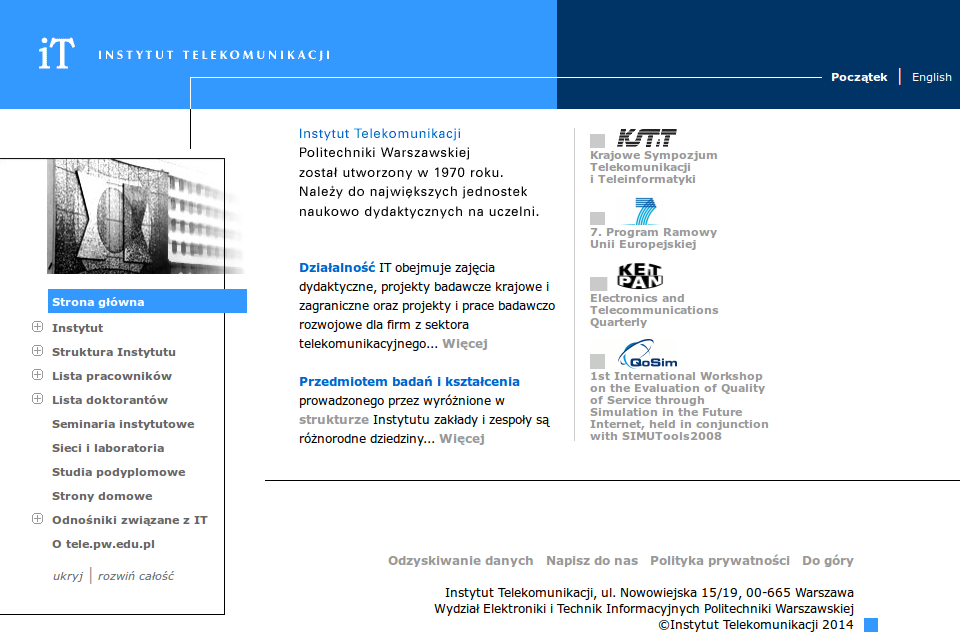 iT INSTYTUT TELEKOMUNIKACJI
Początek English
Instytut Telekomunikacji
Politechniki Warszawskiej
został utworzony w 1970 roku.
Należy do największych jednostek
naukowo dydaktycznych na uczelni.
Działalność IT obejmuje zajęcia
dydaktyczne, projekty badawcze krajowe i
zagraniczne oraz projekty i prace badawczo
rozwojowe dla firm z sektora
telekomunikacyjnego... Więcej
Przedmiotem badań i kształcenia
prowadzonego przez wyróżnione w
strukturze Instytutu zakłady i zespoły są
różnorodne dziedziny... Więcej
KSTiT
Krajowe Sympozjum
Telekomunikacji
i Teleinformatyki
7
7. Program Ramowy
Unii Europejskiej
KEiT
PAN
Electronics and
Telecommunications
Quarterly
QoSim
1st International Workshop
on the Evaluation of Quality
of Service through
Simulation in the Future
Internet, held in conjunction
with SIMUTools2008
Strona główna
Instytut
Struktura Instytutu
Lista pracowników
Lista doktorantów
Seminaria instytutowe
Sieci i laboratoria
Studia podyplomowe
Strony domowe
Odnośniki związane z IT
O tele.pw.edu.pl
ukryj rozwiń całość
Odzyskiwanie danych Napisz do nas Polityka prywatności Do góry
Instytut Telekomunikacji, ul. Nowowiejska 15/19, 00-665 Warszawa
Wydział Elektroniki i Technik Informacyjnych Politechniki Warszawskiej
©Instytut Telekomunikacji 2014